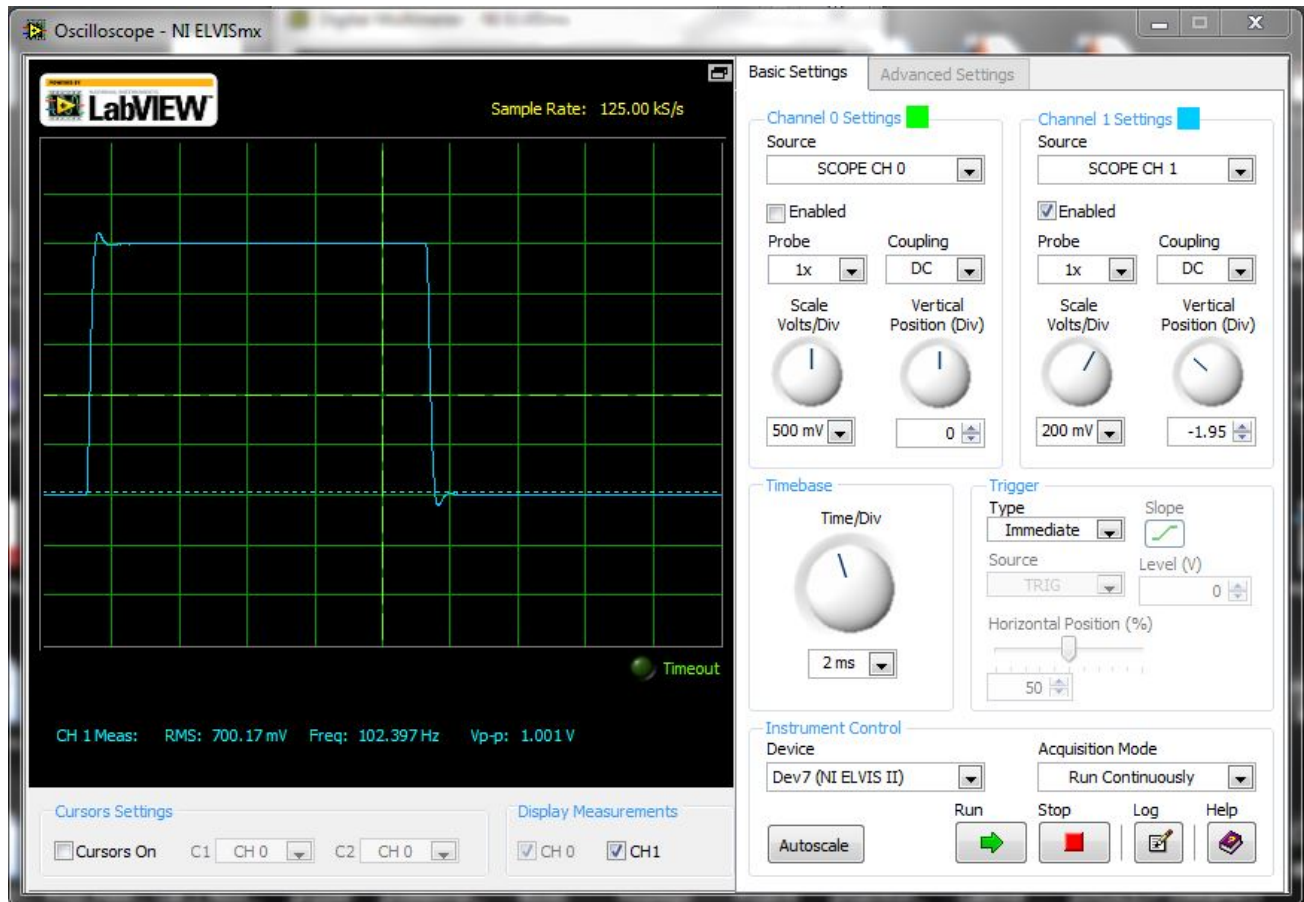 Oscilloscope - NI ELVISmx
LabVIEW
Sample Rate: 125.00 kS/s
Timeout
CH 1 Meas: RMS: 700.17 mV Freq: 102.397 Hz Vp-p: 1.001 V
Cursors Settings
Cursors On C1 CH 0 C2 CH 0
Display Measurements
CH 0 CH1
Basic Settings Advanced Settings
Channel 0 Settings
Source
SCOPE CH 0
Enabled
Probe Coupling
1x DC
Scale Vertical
Volts/Div Position (Div)
500 mV 0
Channel 1 Settings
Source
SCOPE CH 1
Enabled
Probe Coupling
1x DC
Scale Vertical
Volts/Div Position (Div)
200 mV -1.95
Timebase
Time/Div
2 ms
Trigger
Type Slope
Immediate
Source Level (V)
TRIG 0
Horizontal Position (%)
50
Instrument Control
Device Acquisition Mode
Dev7 (NI ELVIS II) Run Continuously
Run Stop Log Help
Autoscale